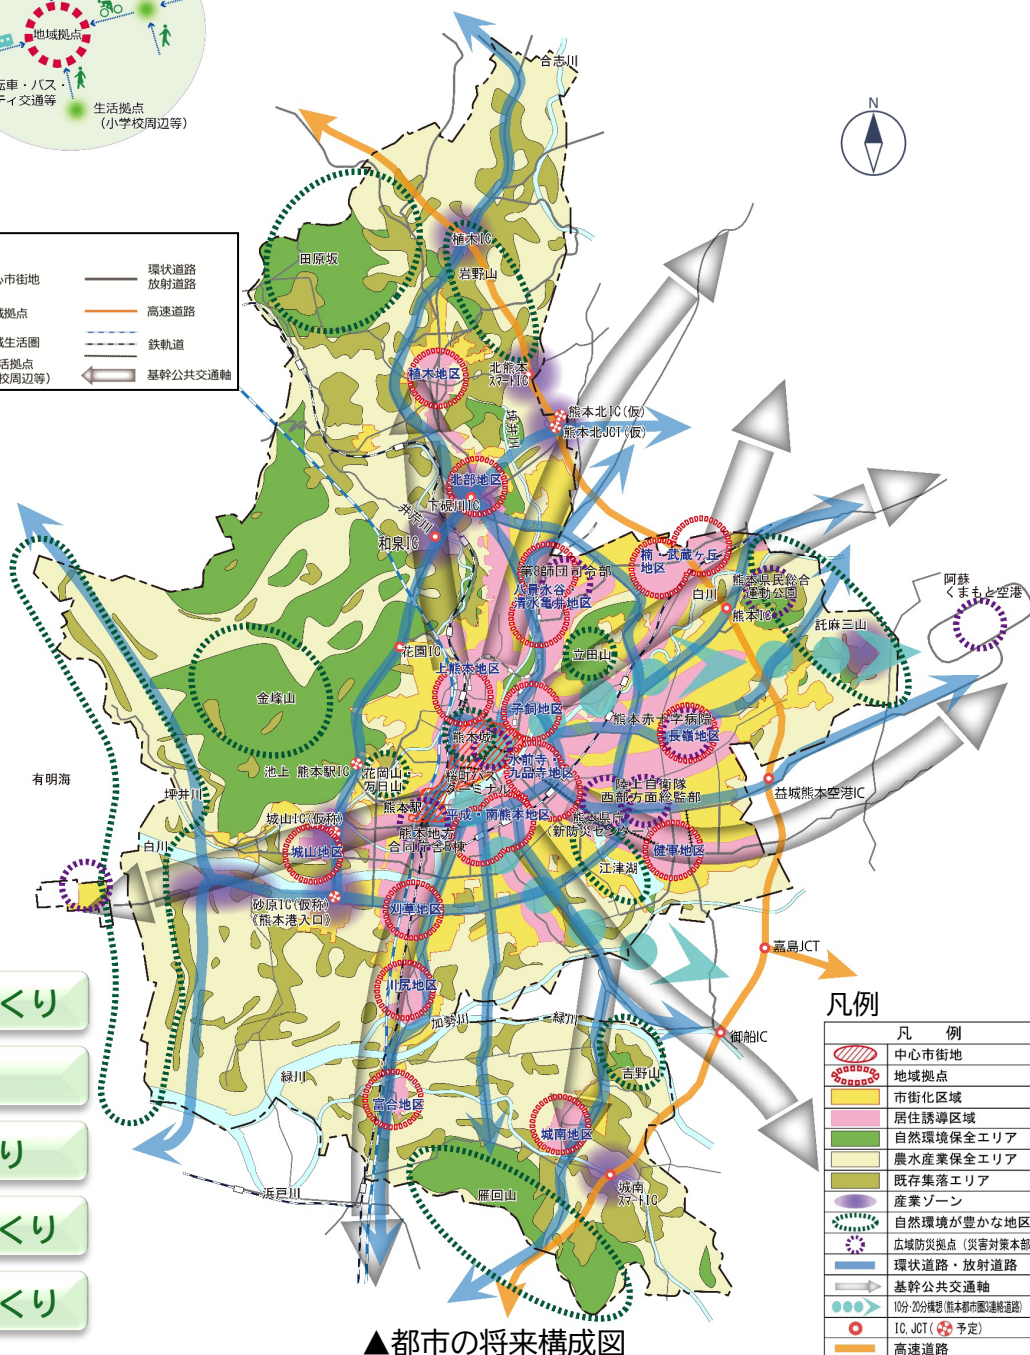 地域拠点
転車・バス・
ティ交通等
生活拠点
(小学校周辺等)
N
合志川
心市街地
環状道路
放射道路
域拠点
高速道路
域生活圏
鉄軌道
活拠点
校周辺等)
基幹公共交通軸
田原坂
植木IC
岩野山
植木地区
北熊本
スマートIC
熊本北IC(仮)
熊本北JCT(仮)
坪井川
北部地区
下硯川IC
井芹川
和泉IC
第8師団司令部
八景水谷・
清水亀井地区
楠・武蔵ヶ丘
地区
白川
熊本県民総合
運動公園
熊本IC
阿蘇
くまもと空港
託麻三山
立田山
花園IC
上熊本地区
金峰山
子飼地区
熊本赤十字病院
長嶺地区
熊本城
水前寺・
九品寺地区
有明海
池上 熊本駅IC
花岡山・
万日山
桜町バス
ターミナル
陸上自衛隊
西部方面総監部
益城熊本空港IC
坪井川
熊本駅
平成・南熊本地区
熊本県庁
(新防災センター)
城山IC(仮称)
熊本地方
合同庁舎B棟
白川
城山地区
健軍地区
江津湖
砂原IC(仮称)
《熊本港入口》
刈草地区
嘉島JCT
川尻地区
加勢川
緑川
御船IC
緑川
吉野山
富合地区
城南地区
浜戸川
雁回山
城南
スマートIC
くり
り
くり
くり
凡例
凡 例
中心市街地
地域拠点
市街化区域
居住誘導区域
自然環境保全エリア
農水産業保全エリア
既存集落エリア
産業ゾーン
自然環境が豊かな地区
広域防災拠点(災害対策本部
環状道路・放射道路
基幹公共交通軸
10分・20分構想(熊本都市圏3連絡道路)
IC, JCT( 予定)
高速道路
▲都市の将来構成図